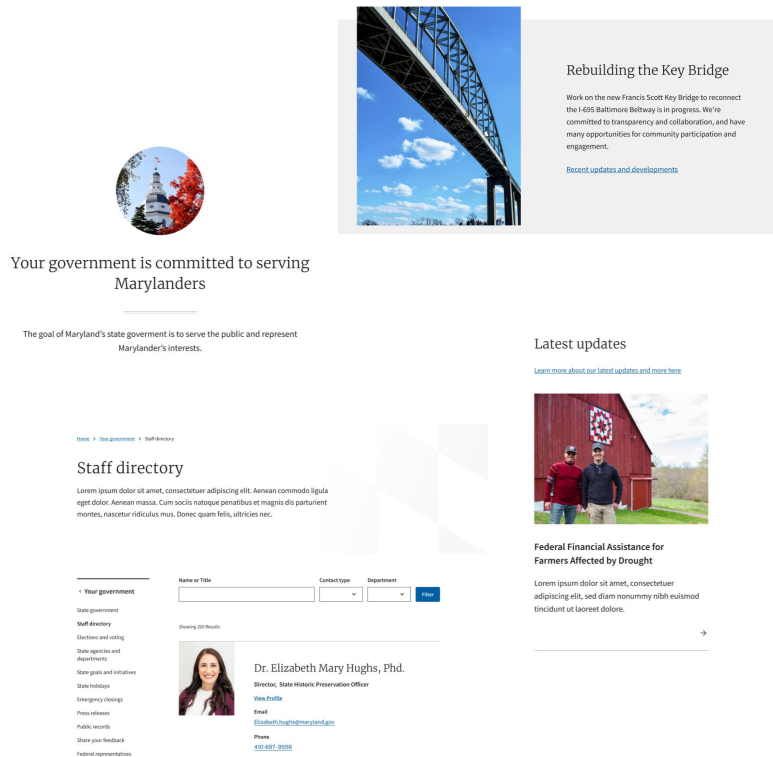 Rebuilding the Key Bridge
Work on the new Francis Scott Key Bridge to reconnect
the I-695 Baltimore Beltway is in progress. We're
committed to transparency and collaboration, and have
many opportunities for community participation and
engagement.
Recent updates and developments
Your government is committed to serving
Marylanders
The goal of Maryland's state goverment is to serve the public and represent
Marylander's interests.
Latest updates
Learn more about our latest updates and more here
Federal Financial Assistance for
Farmers Affected by Drought
Lorem ipsum dolor sit amet, consectetuer
adipiscing elit, sed diam nonummy nibh euismod
tincidunt ut laoreet dolore.
→
Home > Your government > Staff directory
Staff directory
Lorem ipsum dolor sit amet, consectetuer adipiscing elit. Aenean commodo ligula
eget dolor. Aenean massa. Cum sociis natoque penatibus et magnis dis parturient
montes, nascetur ridiculus mus. Donec quam felis, ultricies nec.
< Your government
State government
Staff directory
Elections and voting
State agencies and
departments
State goals and initiatives
State holidays
Emergency closings
Press releases
Public records
Share your feedback
Federal representatives
Name or Title
Contact type
Department
Filter
Showing 200 Results
Dr. Elizabeth Mary Hughs, Phd.
Director, State Historic Preservation Officer
View Profile
Email
Elizabeth.hughs@maryland.gov
Phone
410-697-9556